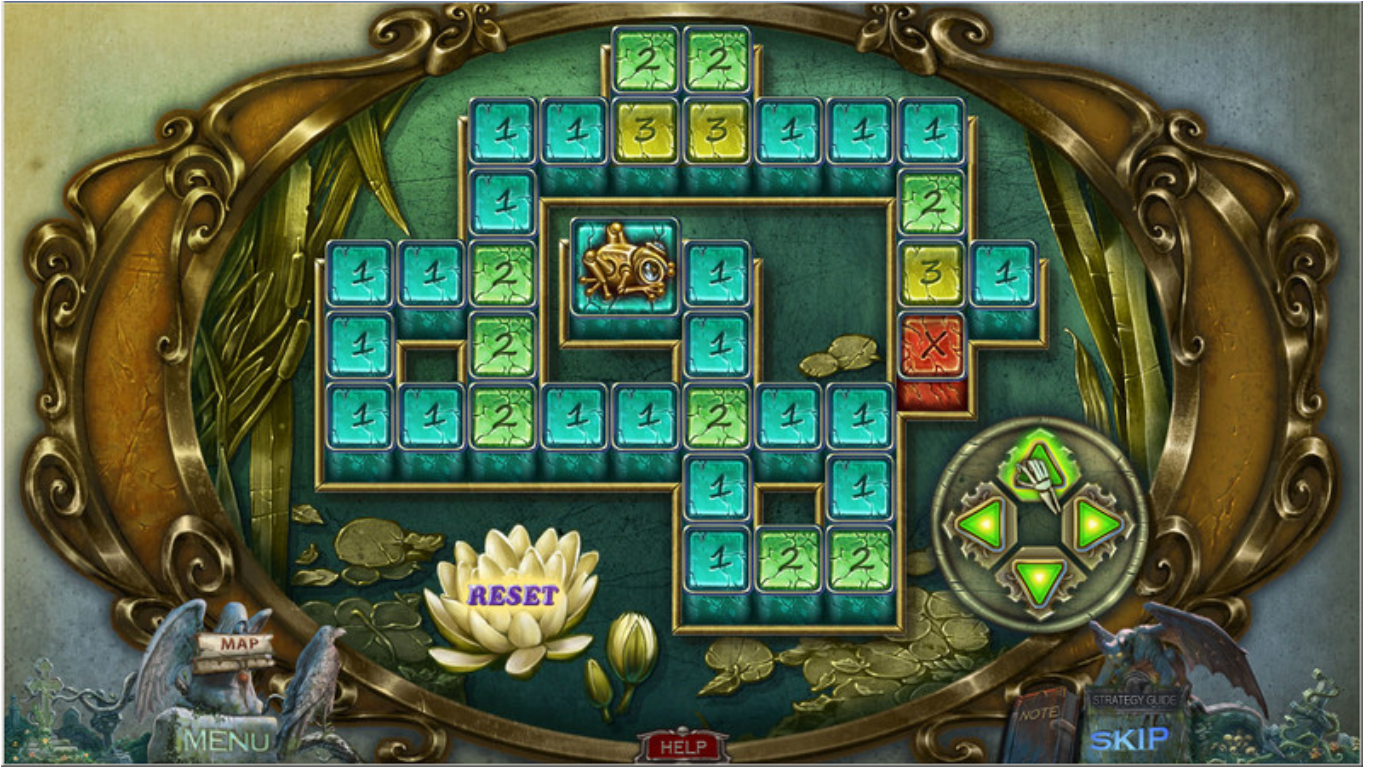 2 2
1 1 3 3 1 1 1
1 2
1 1 2 1 3 1
1 2 1 X
1 1 2 1 1 2 1 1
1 1
1 2 2
RESET
MAP
MENU
HELP
NOTE
STRATEGY GUIDE
SKIP